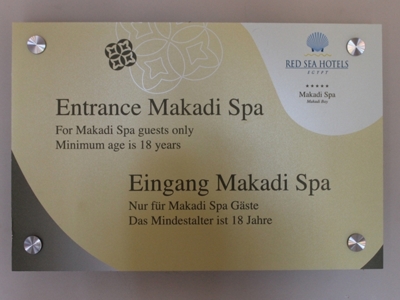 RED SEA HOTELS
EGYPT
★★★★★
Makadi Spa
Makadi Bay
Entrance Makadi Spa
For Makadi Spa guests only
Minimum age is 18 years
Eingang Makadi Spa
Nur für Makadi Spa Gäste
Das Mindestalter ist 18 Jahre